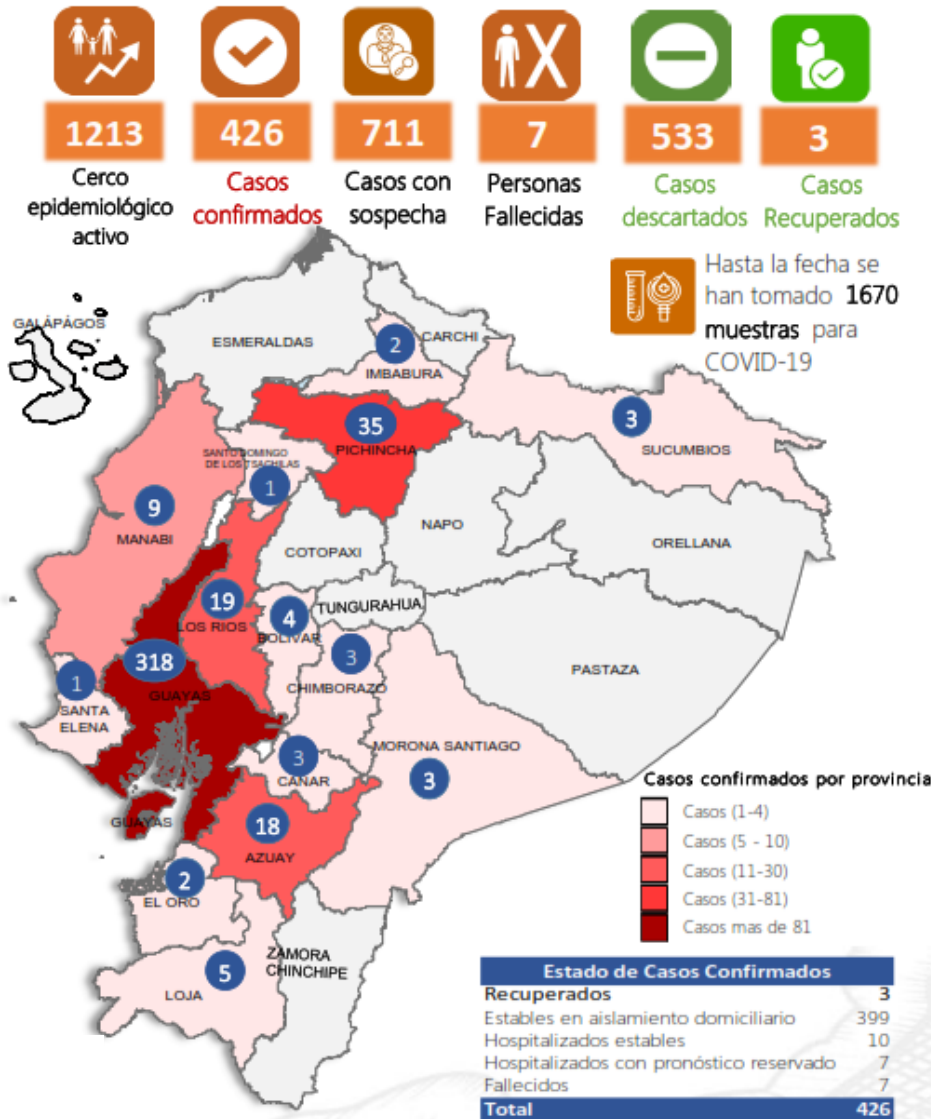 1213
426
711
7
533
3
Cerco
epidemiológico
activo
Casos
confirmados
Casos con
sospecha
Personas
Fallecidas
Casos
descartados
Casos
Recuperados
Hasta la fecha se
han tomado 1670
muestras para
COVID-19
GALÁPÁGOS
ESMERALDAS
CARCHI
2
IMBABURA
35
PICHINCHA
3
SUCUMBIOS
SANTO DOMINGO
DE LOS TSACHILAS
1
9
MANABI
NAPO
ORELLANA
COTOPAXI
19
LOS RIOS
TUNGURAHUA
4
BOLIVAR
3
CHIMBORAZO
PASTAZA
318
GUAYAS
1
SANTA
ELENA
MORONA SANTIAGO
3
3
CAÑAR
GUAYAS
18
AZUAY
2
EL ORO
ZAMORA
CHINCHIPE
5
LOJA
Casos confirmados por provincia
Casos (1-4)
Casos (5 - 10)
Casos (11-30)
Casos (31-81)
Casos mas de 81
Estado de Casos Confirmados
Recuperados 3
Estables en aislamiento domiciliario 399
Hospitalizados estables 10
Hospitalizados con pronóstico reservado 7
Fallecidos 7
Total 426